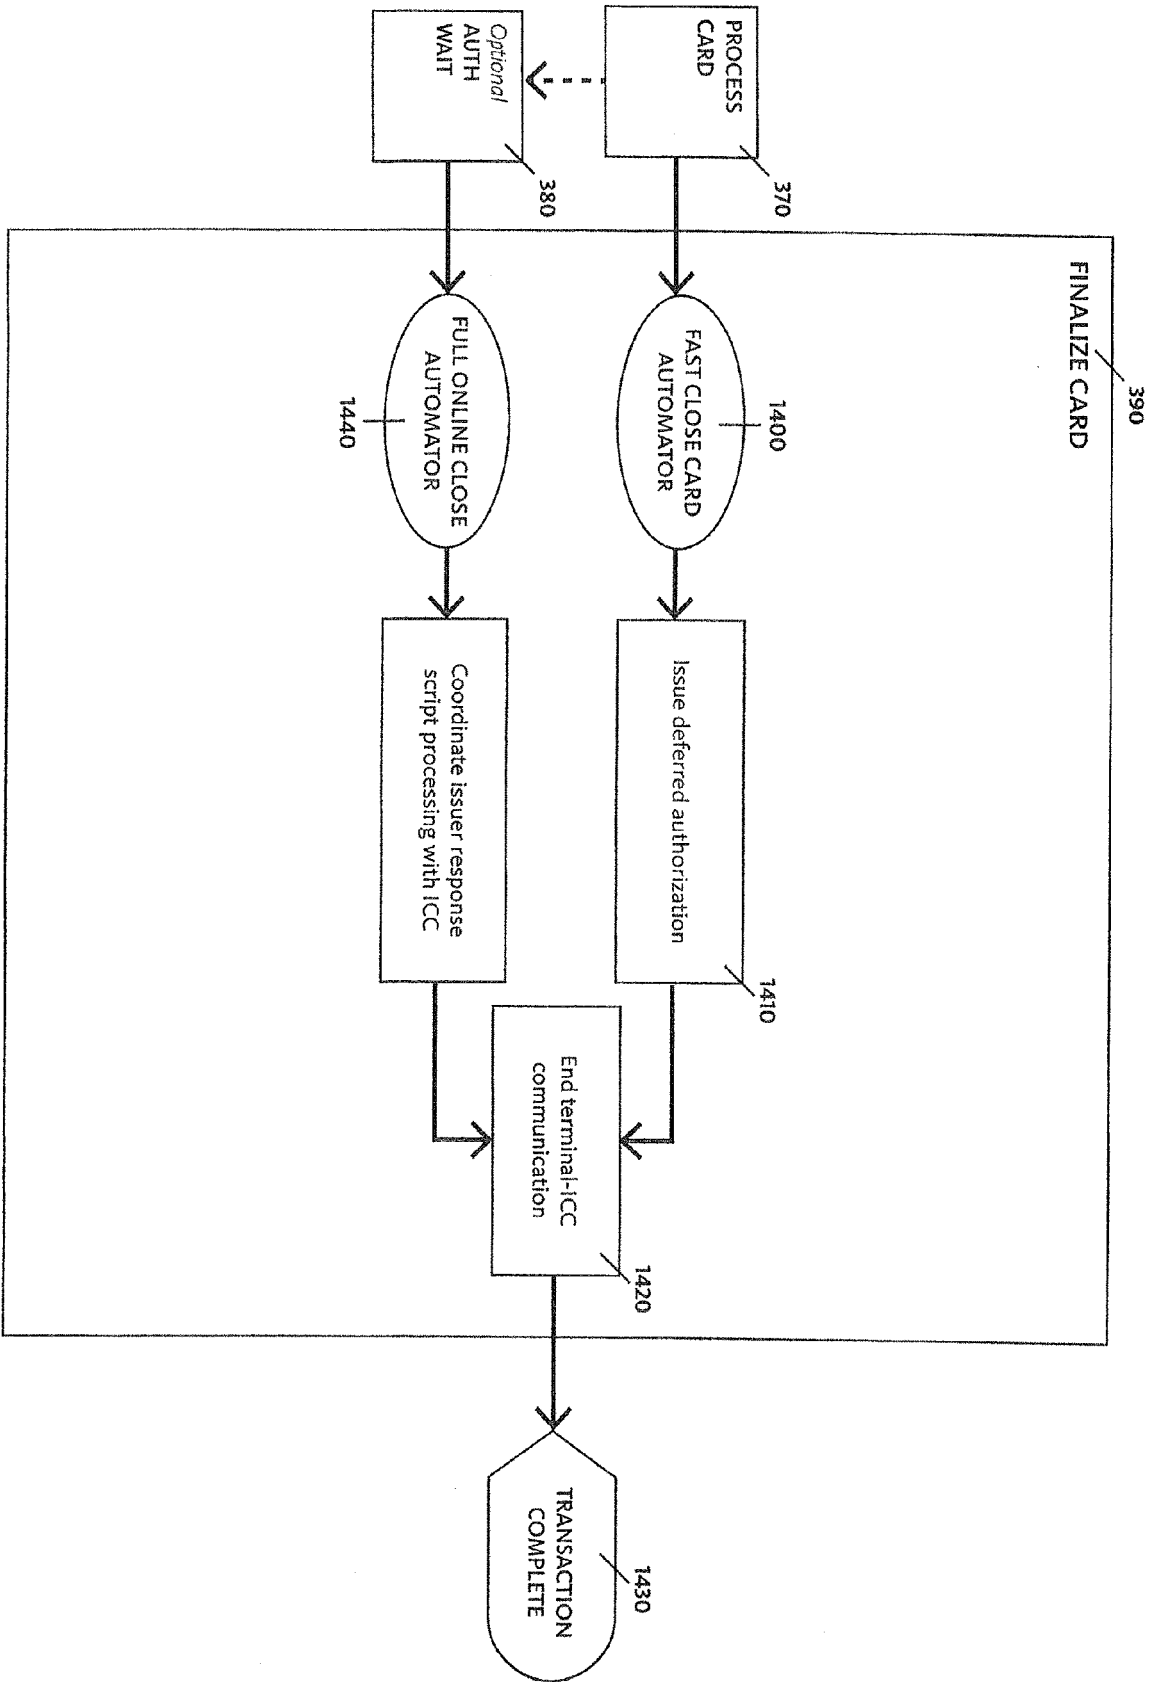 FINALIZE CARD
390
PROCESS
CARD
370
1400
FAST CLOSE CARD
AUTOMATOR
Issue deferred authorization
1410
Optional
AUTH
WAIT
380
FULL ONLINE CLOSE
AUTOMATOR
1440
Coordinate issuer response
script processing with ICC
End terminal-ICC
communication
1420
TRANSACTION
COMPLETE
1430